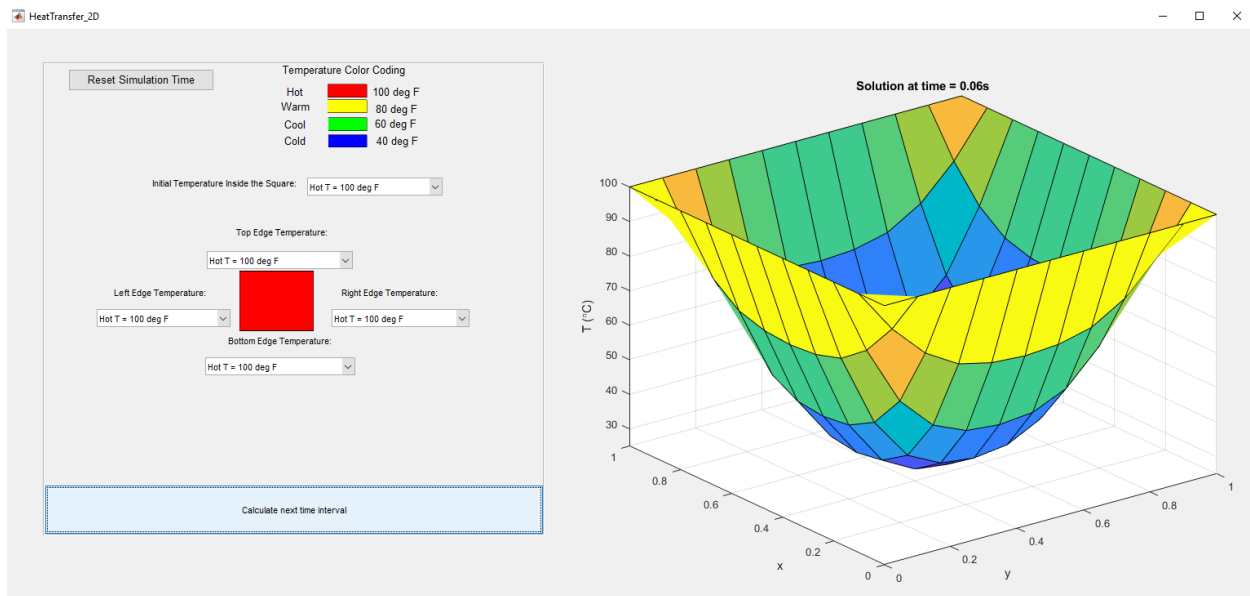 HeatTransfer_2D
Reset Simulation Time
Temperature Color Coding
Hot 100 deg F
Warm 80 deg F
Cool 60 deg F
Cold 40 deg F
Initial Temperature Inside the Square: Hot T = 100 deg F
Top Edge Temperature:
Hot T = 100 deg F
Left Edge Temperature: Right Edge Temperature:
Hot T = 100 deg F Hot T = 100 deg F
Bottom Edge Temperature:
Hot T = 100 deg F
Calculate next time interval
Solution at time = 0.06s
T (°C)
100
90
80
70
60
50
40
30
1
0.8
0.6
0.4
0.2
0
x
0
0.2
0.4
0.6
0.8
1
y